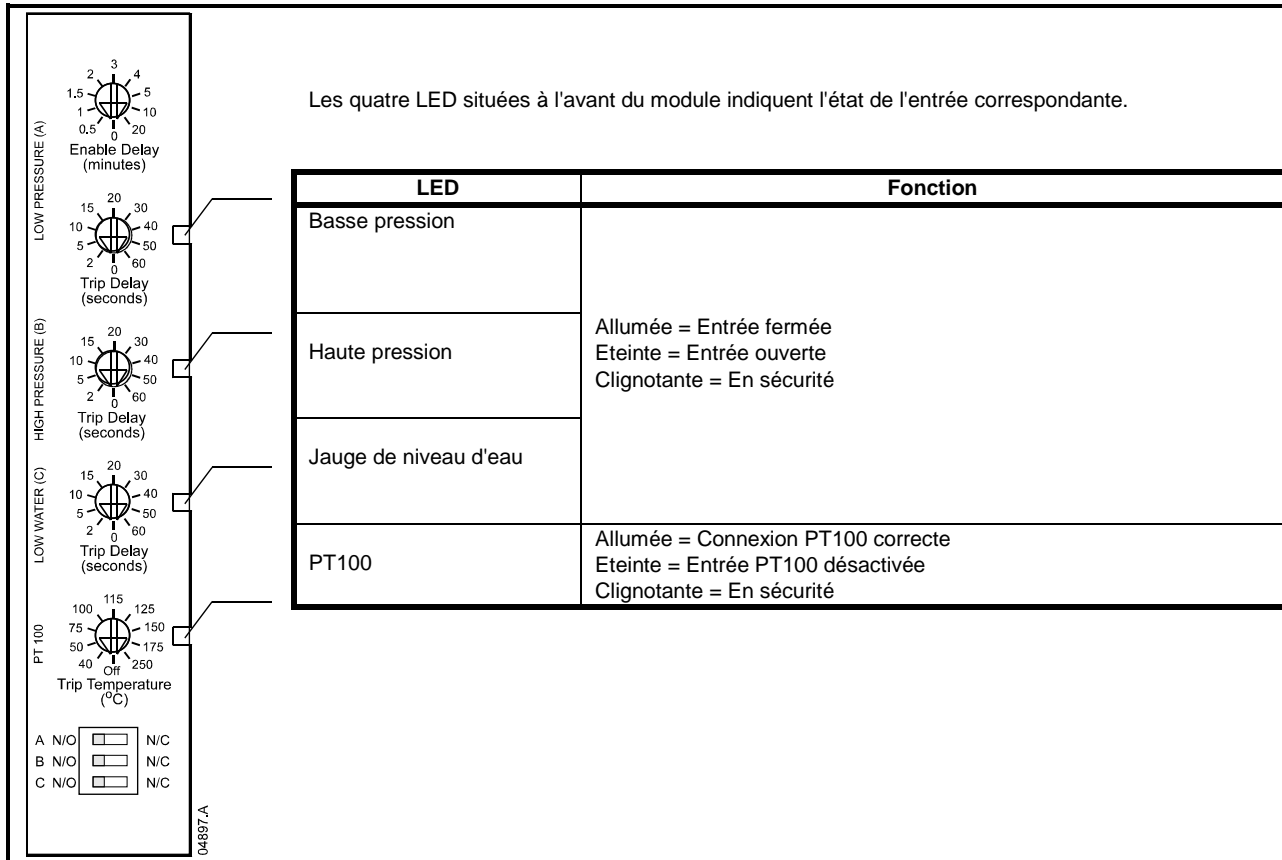 LOW PRESSURE (A)
3
2 4
1.5 5
1 10
0.5 20
0
Enable Delay
(minutes)
20
15 30
10 40
5 50
2 60
0
Trip Delay
(seconds)
HIGH PRESSURE (B)
20
15 30
10 40
5 50
2 60
0
Trip Delay
(seconds)
LOW WATER (C)
20
15 30
10 40
5 50
2 60
0
Trip Delay
(seconds)
PT 100
115
100 125
75 150
50 175
40 250
Off
Trip Temperature
(°C)
A N/O N/C
B N/O N/C
C N/O N/C
04897.A
Les quatre LED situées à l'avant du module indiquent l'état de l'entrée correspondante.
LED Fonction
Basse pression
Haute pression
Jauge de niveau d'eau
Allumée = Entrée fermée
Eteinte = Entrée ouverte
Clignotante = En sécurité
PT100
Allumée = Connexion PT100 correcte
Eteinte = Entrée PT100 désactivée
Clignotante = En sécurité